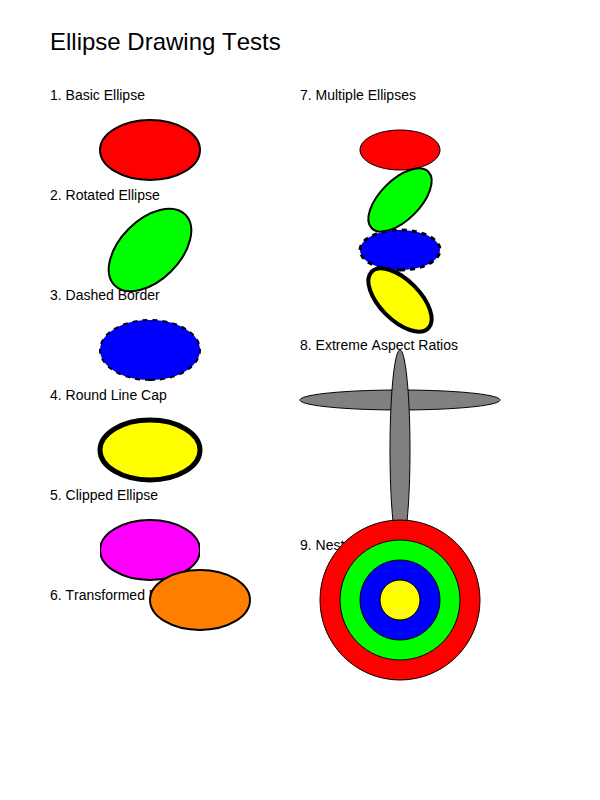 Ellipse Drawing Tests
1. Basic Ellipse
2. Rotated Ellipse
3. Dashed Border
4. Round Line Cap
5. Clipped Ellipse
6. Transformed
7. Multiple Ellipses
8. Extreme Aspect Ratios
9.